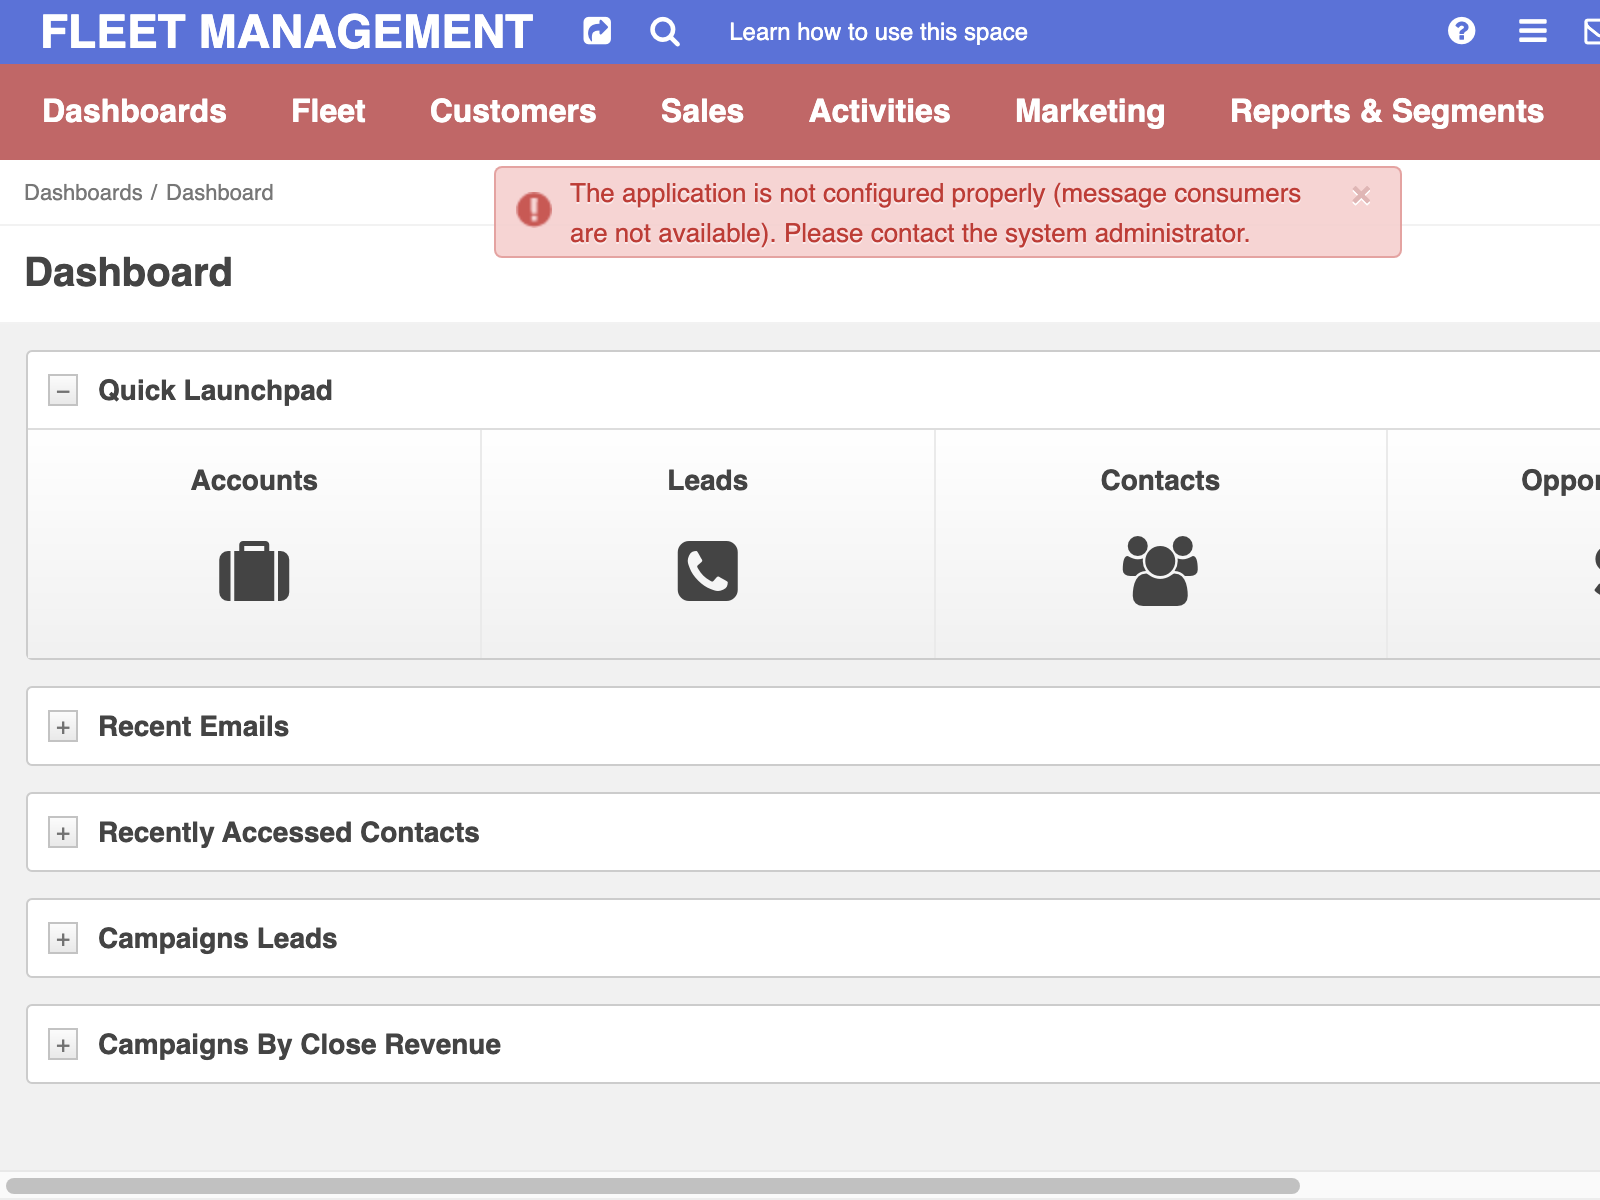 FLEET MANAGEMENT
Learn how to use this space
Dashboards
Fleet
Customers
Sales
Activities
Marketing
Reports & Segments
Dashboards / Dashboard
The application is not configured properly (message consumers
are not available). Please contact the system administrator.
Dashboard
Quick Launchpad
Accounts
Leads
Contacts
Recent Emails
Recently Accessed Contacts
Campaigns Leads
Campaigns By Close Revenue